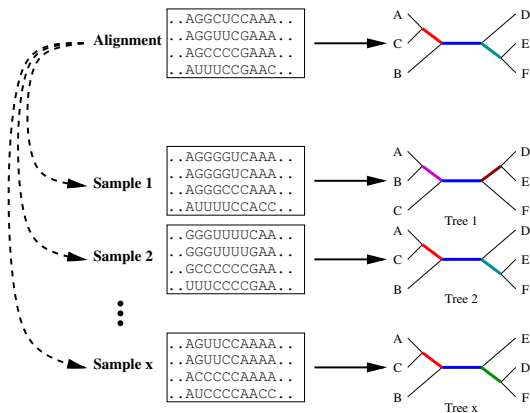 Alignment
..AGGCUCCAAA..
..AGGUUCGAAA..
..AGCCCCGAAA..
..AUUUCCGAAC..
A
C
B
D
E
F
Sample 1
..AGGGGUCAAA..
..AGGGGUCAAA..
..AGGGCCCAAA..
..AUUUUCCACC..
A
B
C
D
E
F
Tree 1
Sample 2
..GGGUUUUCAA..
..GGGUUUUGAA..
..GCCCCCCGAA..
..UUUCCCCGAA..
A
C
B
D
E
F
Tree 2
Sample x
..AGUUCCAAAA..
..AGUUCCAAAA..
..ACCCCCAAAA..
..AUCCCCAACC..
A
C
B
E
D
F
Tree x